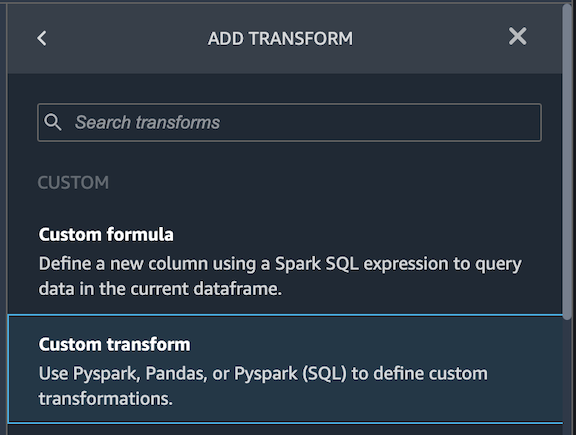 ADD TRANSFORM
Search transforms
CUSTOM
Custom formula
Define a new column using a Spark SQL expression to query
data in the current dataframe.
Custom transform
Use Pyspark, Pandas, or Pyspark (SQL) to define custom
transformations.